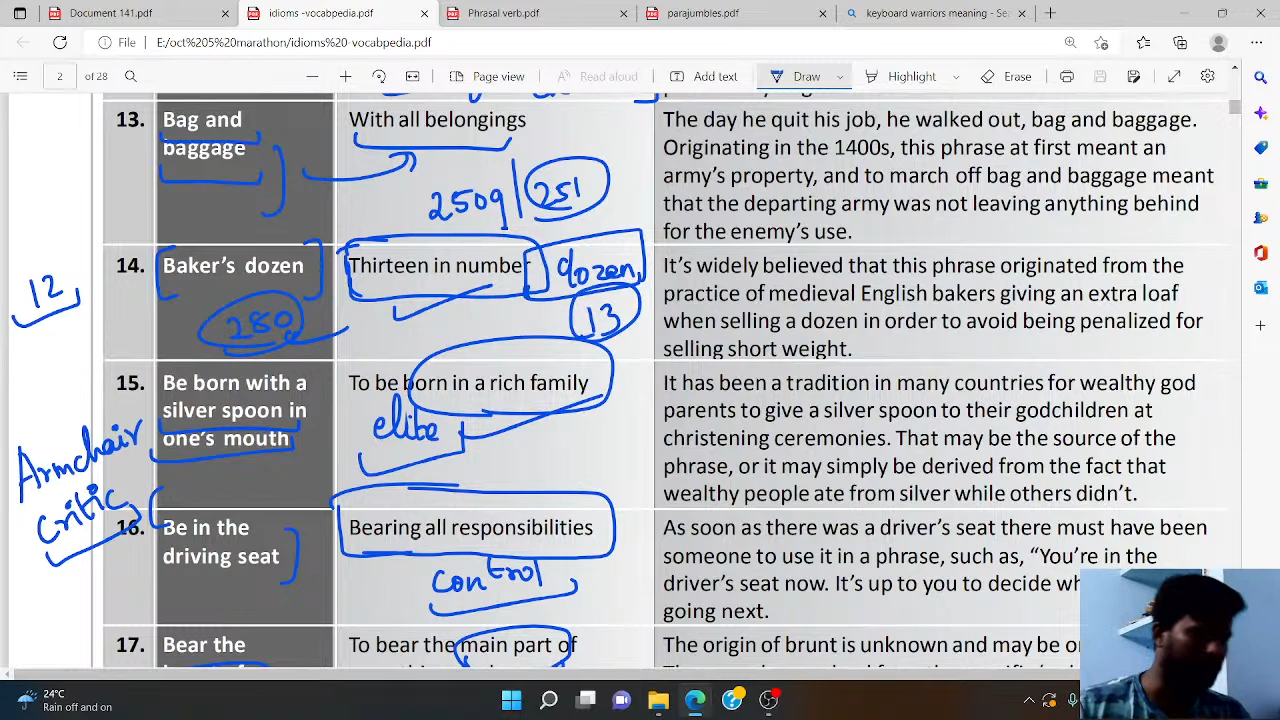 Document 141.pdf
idioms -vocabpedia.pdf
Phrasal verb.pdf
parajumbles.pdf
keyboard warriors meaning - Se
File
E:/oct%205%20marathon/idioms%20-vocabpedia.pdf
2
of 28
Page view
Read aloud
Add text
Draw
Highlight
Erase
13.
Bag and
baggage
With all belongings
250g | 251
The day he quit his job, he walked out, bag and baggage.
Originating in the 1400s, this phrase at first meant an
army's property, and to march off bag and baggage meant
that the departing army was not leaving anything behind
for the enemy's use.
12
14.
Baker's dozen
280
Thirteen in number
dozen
13
It's widely believed that this phrase originated from the
practice of medieval English bakers giving an extra loaf
when selling a dozen in order to avoid being penalized for
selling short weight.
15.
Be born with a
silver spoon in
one's mouth
To be born in a rich family
elite
It has been a tradition in many countries for wealthy god
parents to give a silver spoon to their godchildren at
christening ceremonies. That may be the source of the
phrase, or it may simply be derived from the fact that
wealthy people ate from silver while others didn't.
Armchair
critic
16.
Be in the
driving seat
Bearing all responsibilities
control
As soon as there was a driver's seat there must have been
someone to use it in a phrase, such as, "You're in the
driver's seat now. It's up to you to decide
going next.
17.
Bear the
To bear the main part of
The origin of brunt is unknown and may be
24°C
Rain off and on